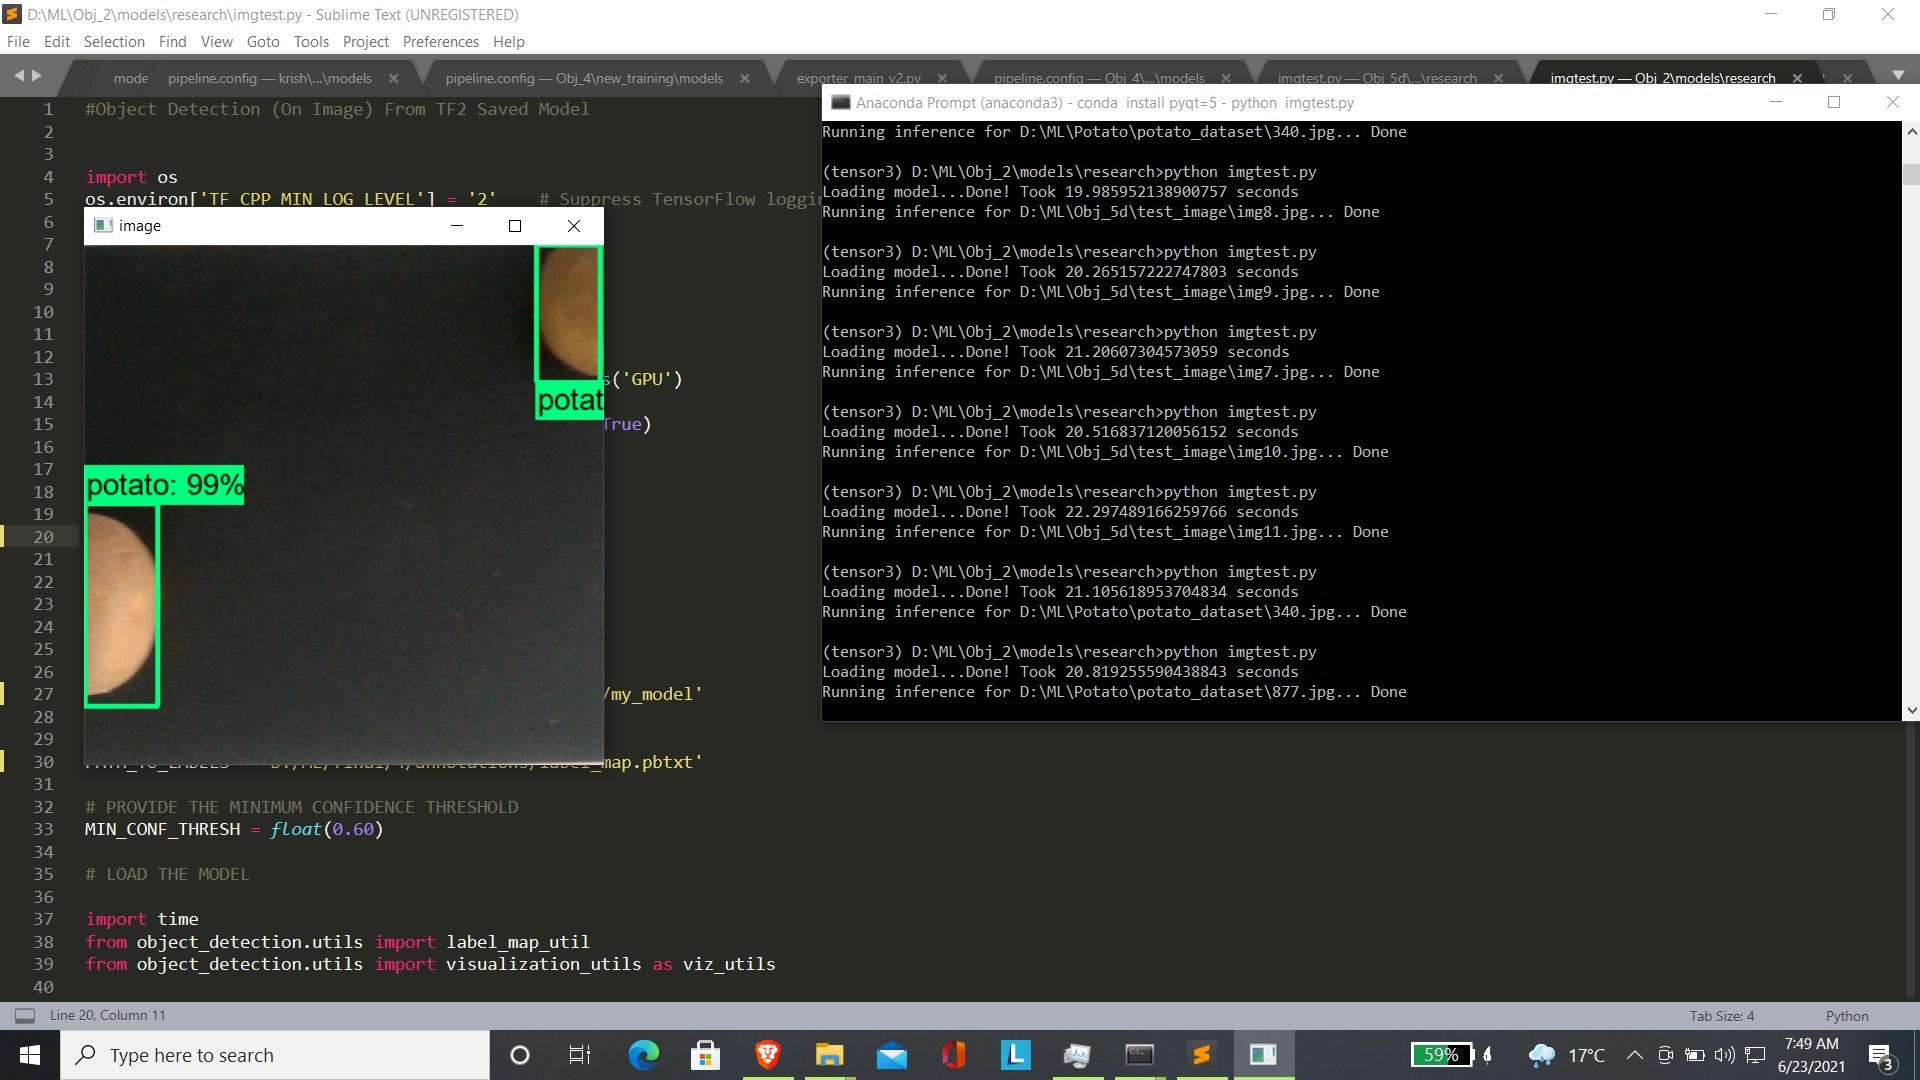 D:\ML\Obj_2\models\research\imgtest.py - Sublime Text (UNREGISTERED)
File Edit Selection Find View Goto Tools Project Preferences Help
mode pipeline.config — krish\...\models pipeline.config — Obj_4\new_training\models exporter_main_v2.py pipeline.config — Obj_4\...\models imgtest.py — Obj_5d\...\research imgtest.py — Obj_2\models\research
1 #Object Detection (On Image) From TF2 Saved Model
2
3
4 import os
5 os.environ['TF_CPP_MIN_LOG_LEVEL'] = '2' # Suppress TensorFlow loggi
6
7
8
9
10
11
12
13 s('GPU')
14
15 True)
16
17
18
19
20
21
22
23
24
25
26
27 /my_model'
28
29
30 label_map.pbtxt'
31
32 # PROVIDE THE MINIMUM CONFIDENCE THRESHOLD
33 MIN_CONF_THRESH = float(0.60)
34
35 # LOAD THE MODEL
36
37 import time
38 from object_detection.utils import label_map_util
39 from object_detection.utils import visualization_utils as viz_utils
40
image
potat
potato: 99%
Anaconda Prompt (anaconda3) - conda install pyqt=5 - python imgtest.py
Running inference for D:\ML\Potato\potato_dataset\340.jpg... Done
(tensor3) D:\ML\Obj_2\models\research>python imgtest.py
Loading model...Done! Took 19.985952138900757 seconds
Running inference for D:\ML\Obj_5d\test_image\img8.jpg... Done
(tensor3) D:\ML\Obj_2\models\research>python imgtest.py
Loading model...Done! Took 20.265157222747803 seconds
Running inference for D:\ML\Obj_5d\test_image\img9.jpg... Done
(tensor3) D:\ML\Obj_2\models\research>python imgtest.py
Loading model...Done! Took 21.20607304573059 seconds
Running inference for D:\ML\Obj_5d\test_image\img7.jpg... Done
(tensor3) D:\ML\Obj_2\models\research>python imgtest.py
Loading model...Done! Took 20.516837120056152 seconds
Running inference for D:\ML\Obj_5d\test_image\img10.jpg... Done
(tensor3) D:\ML\Obj_2\models\research>python imgtest.py
Loading model...Done! Took 22.297489166259766 seconds
Running inference for D:\ML\Obj_5d\test_image\img11.jpg... Done
(tensor3) D:\ML\Obj_2\models\research>python imgtest.py
Loading model...Done! Took 21.105618953704834 seconds
Running inference for D:\ML\Potato\potato_dataset\340.jpg... Done
(tensor3) D:\ML\Obj_2\models\research>python imgtest.py
Loading model...Done! Took 20.819255590438843 seconds
Running inference for D:\ML\Potato\potato_dataset\877.jpg... Done
Line 20, Column 11 Tab Size: 4 Python
Type here to search
59% 17°C 7:49 AM
6/23/2021
3